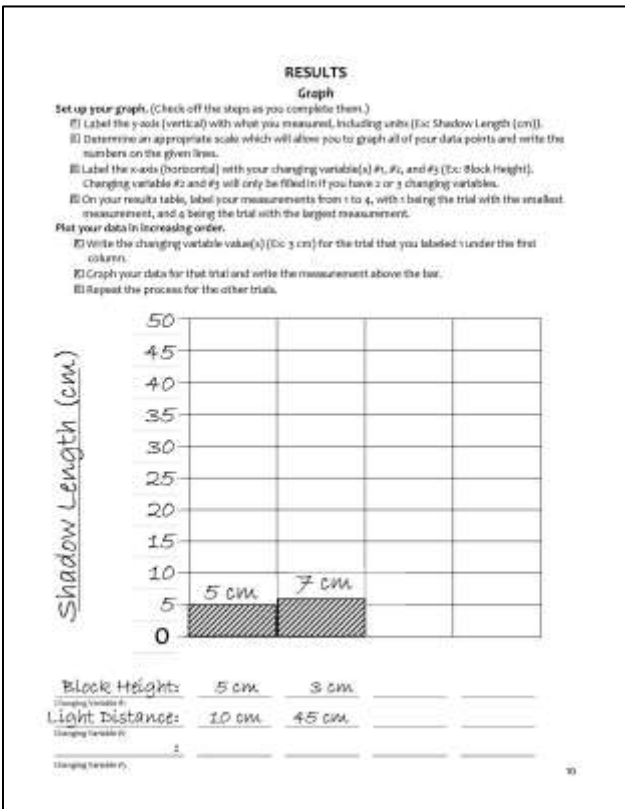 RESULTS
Graph
Set up your graph. (Check off the steps as you complete them.)
Label the y-axis (vertical) with what you measured, including units (Ex: Shadow Length (cm)).
Determine an appropriate scale which will allow you to graph all of your data points and write the
numbers on the given lines.
Label the x-axis (horizontal) with your changing variable(s) #1, #2, and #3 (Ex: Block Height).
Changing variable #2 and #3 will only be filled in if you have 2 or 3 changing variables.
On your results table, label your measurements from 1 to 4, with 1 being the trial with the smallest
measurement, and 4 being the trial with the largest measurement.
Plot your data in increasing order.
Write the changing variable value(s) (Ex: 3 cm) for the trial that you labeled 1 under the first
column.
Graph your data for that trial and write the measurement above the bar.
Repeat the process for the other trials.
Shadow Length (cm)
50
45
40
35
30
25
20
15
10
5
0
5 cm 7 cm
Block Height: 5 cm 3 cm
Changing Variable #1
Light Distance: 10 cm 45 cm
Changing Variable #2
:
Changing Variable #3
10